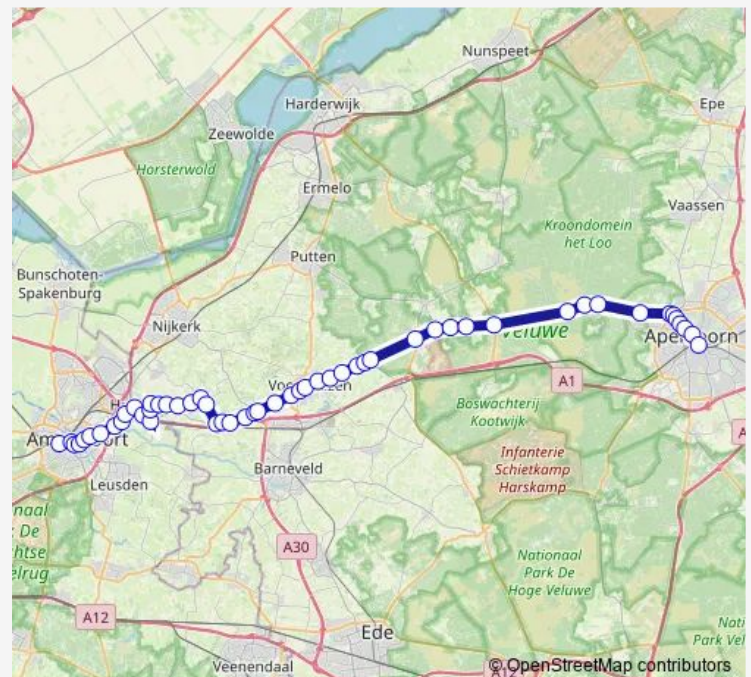 Nunspeet
Harderwijk
Epe
Zeewolde
Horsterwold
Ermelo
Vaassen
Kroondomein
het Loo
Putten
Bunschoten-
Spakenburg
Nijkerk
Veluwe
A1
Boswachterij
Kootwijk
Infanterie
Schietkamp
Harskamp
Barneveld
Leusden
A30
Nationaal
Park De
Hoge Veluwe
A12
Ede
Veenendaal
© OpenStreetMap contributors